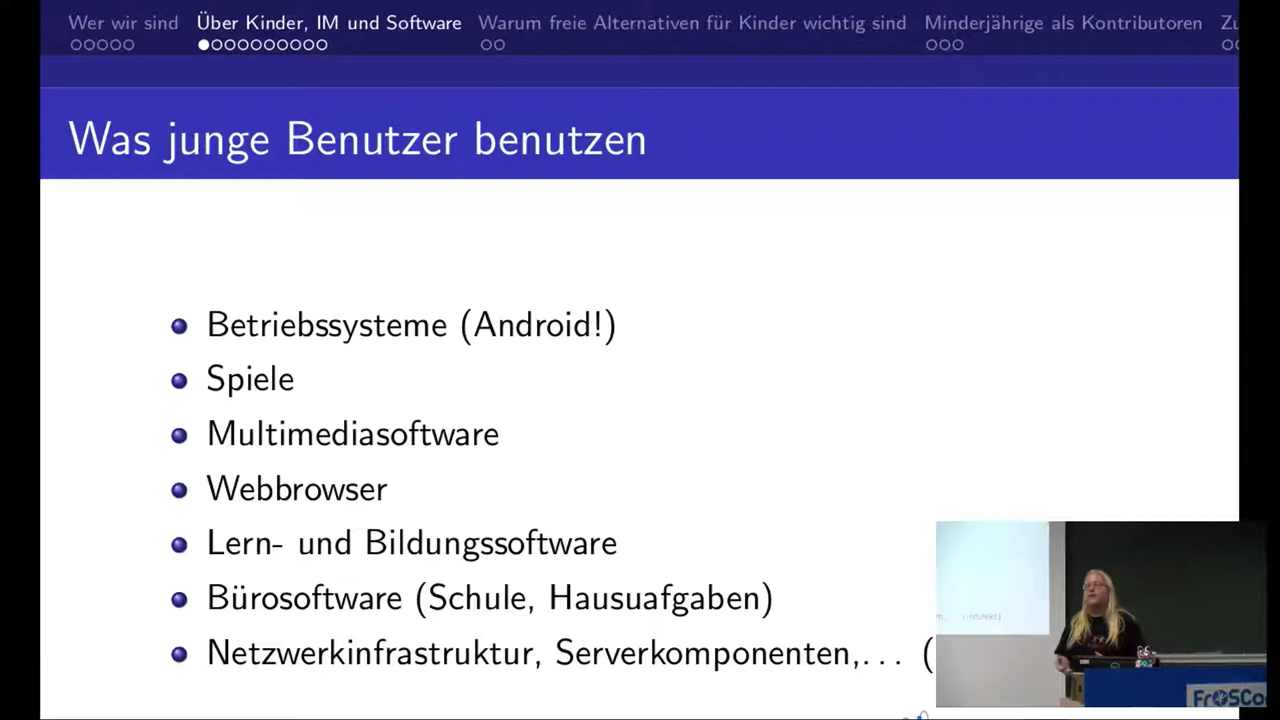 Wer wir sind Über Kinder, IM und Software Warum freie Alternativen für Kinder wichtig sind Minderjährige als Kontributoren Zu
Was junge Benutzer benutzen
Betriebssysteme (Android!)
Spiele
Multimediasoftware
Webbrowser
Lern- und Bildungssoftware
Bürosoftware (Schule, Hausuafgaben)
Netzwerkinfrastruktur, Serverkomponenten,... (
(indirekt)
FrOSCo